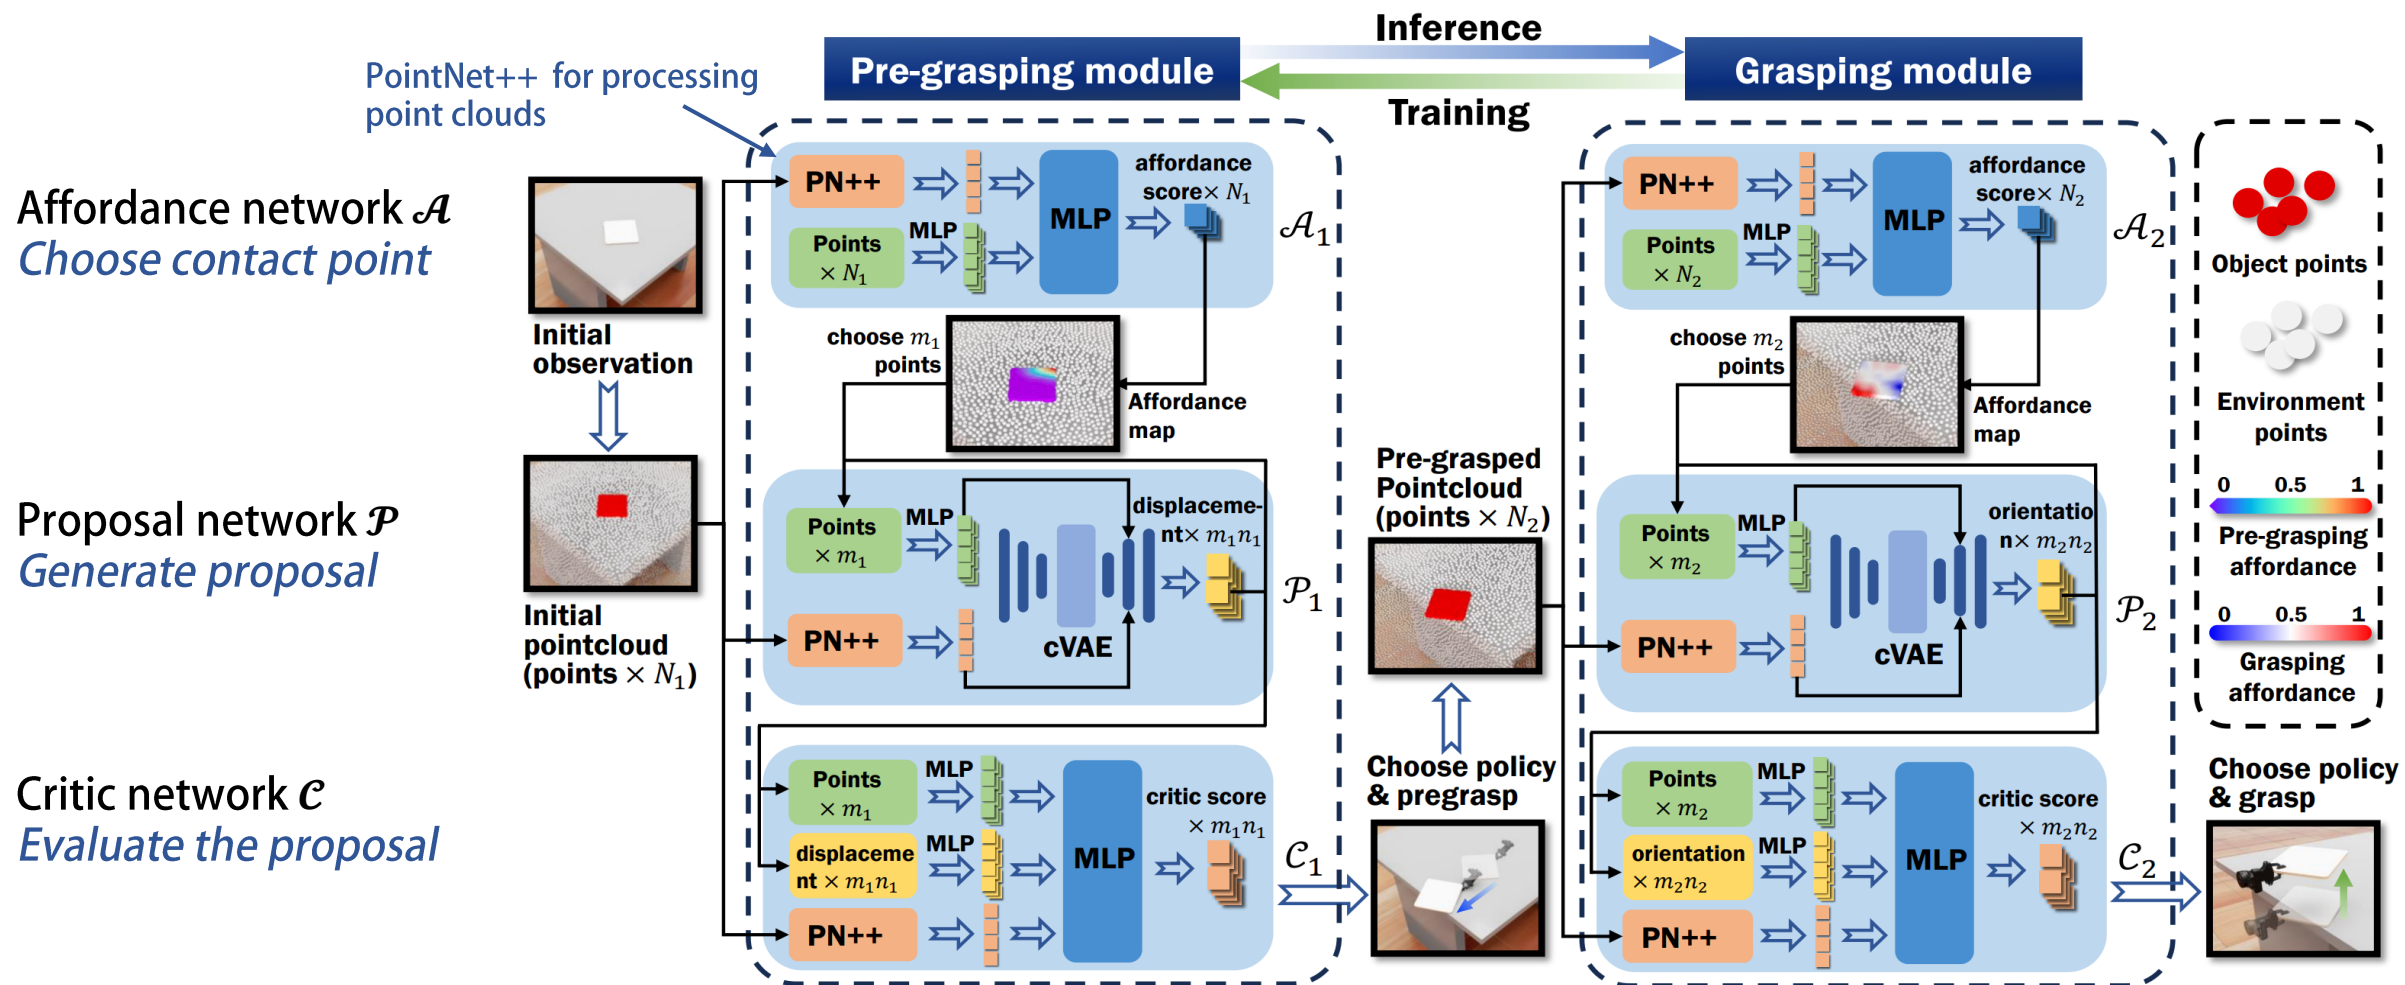 Inference
Pre-grasping module
Grasping module
Training
PointNet++ for processing
point clouds
Affordance network 𝒜
Choose contact point
Proposal network 𝒫
Generate proposal
Critic network 𝒞
Evaluate the proposal
Initial
observation
Initial
pointcloud
(points × N₁)
PN++
Points
× N₁
MLP
MLP
affordance
score× N₁
𝒜₁
choose m₁
points
Affordance
map
Points
× m₁
MLP
PN++
cVAE
displaceme-
nt× m₁n₁
𝒫₁
Points
× m₁
MLP
displaceme
nt × m₁n₁
MLP
PN++
MLP
critic score
× m₁n₁
𝒞₁
Pre-grasped
Pointcloud
(points × N₂)
Choose policy
& pregrasp
PN++
Points
× N₂
MLP
MLP
affordance
score× N₂
𝒜₂
choose m₂
points
Affordance
map
Points
× m₂
MLP
PN++
cVAE
orientatio
n× m₂n₂
𝒫₂
Points
× m₂
MLP
orientation
× m₂n₂
MLP
PN++
MLP
critic score
× m₂n₂
𝒞₂
Object points
Environment
points
0 0.5 1
Pre-grasping
affordance
0 0.5 1
Grasping
affordance
Choose policy
& grasp